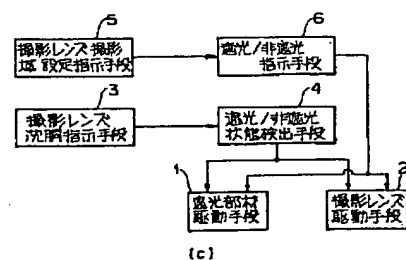 5
撮影レンズ撮影
域設定指示手段
6
遮光/非遮光
指示手段
3
撮影レンズ
沈胴指示手段
4
遮光/非遮光
状態検出手段
1
遮光部材
駆動手段
2
撮影レンズ
駆動手段
(c)